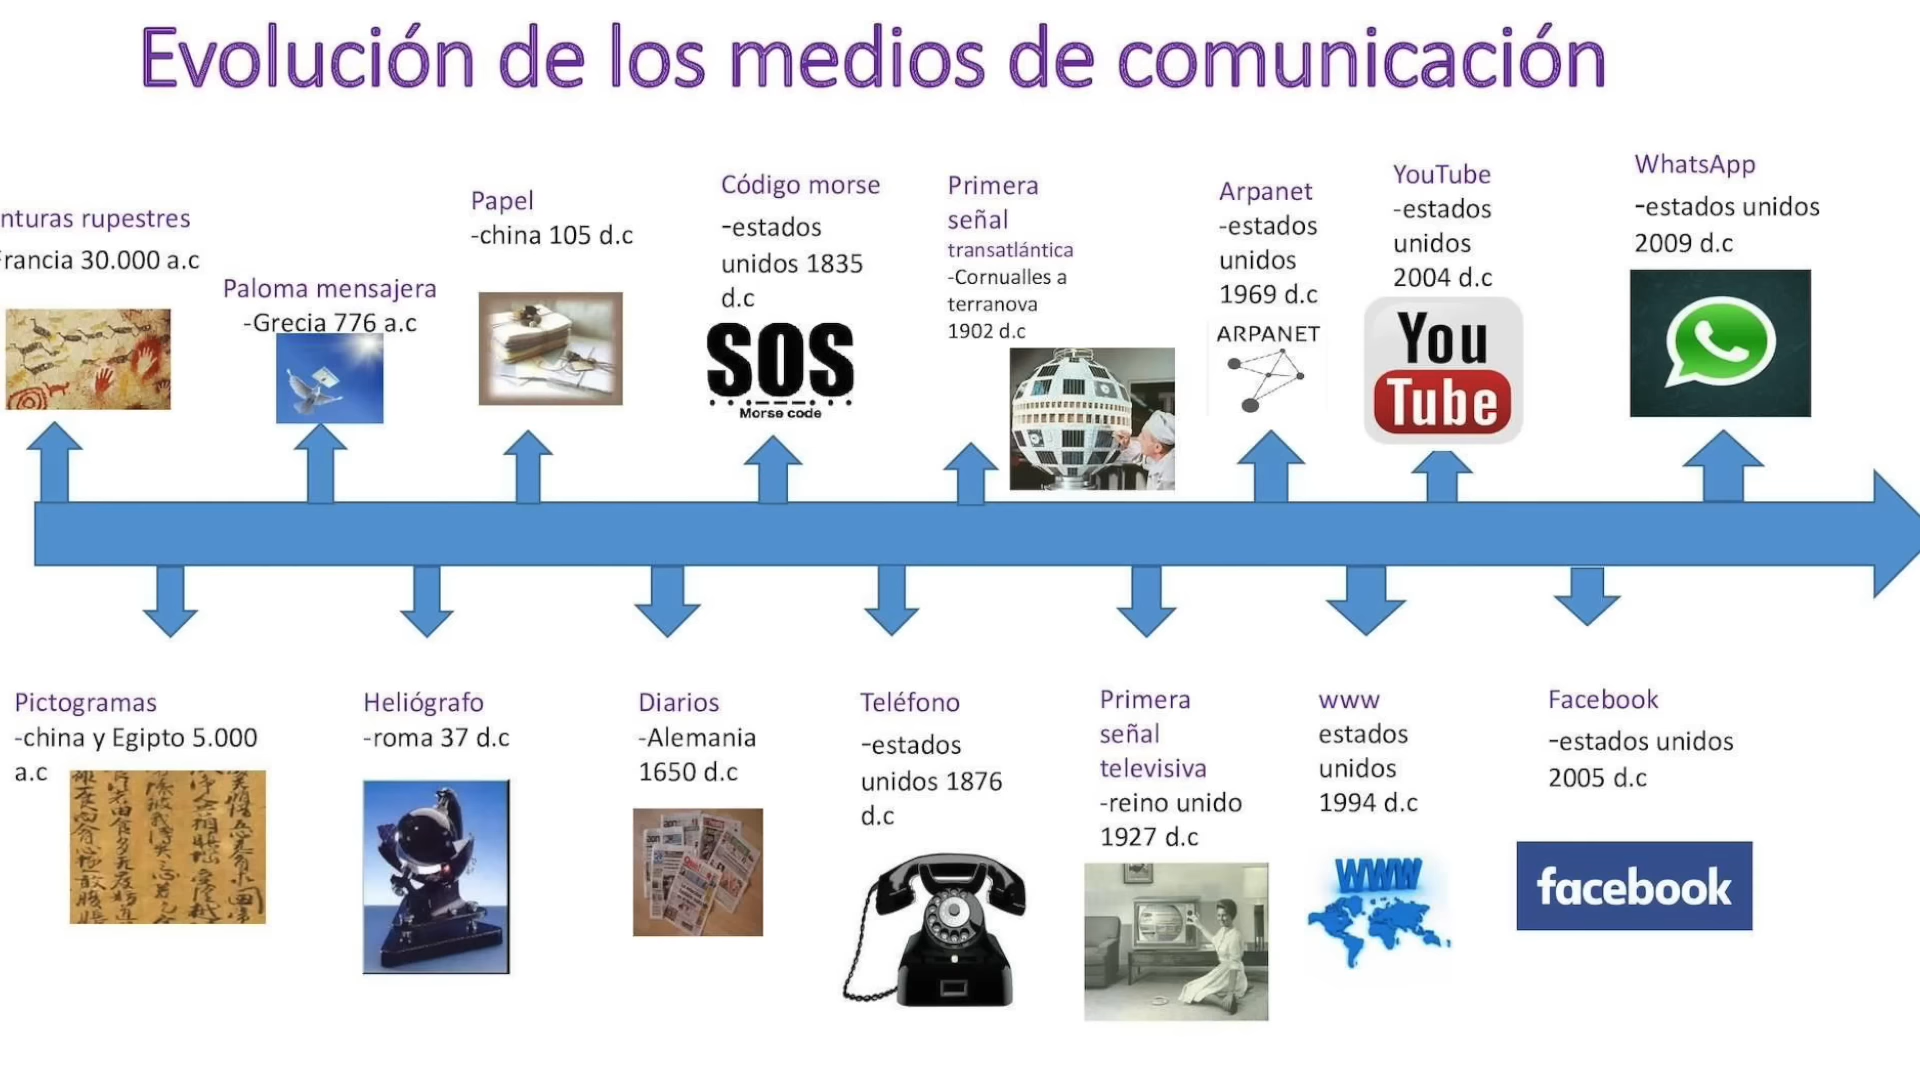 Evolución de los medios de comunicación
nturas rupestres
rancia 30.000 a.c
Paloma mensajera
-Grecia 776 a.c
Papel
-china 105 d.c
Código morse
-estados
unidos 1835
d.c
SOS
Morse code
Primera
señal
transatlántica
-Cornualles a
terranova
1902 d.c
Arpanet
-estados
unidos
1969 d.c
ARPANET
YouTube
-estados
unidos
2004 d.c
You
Tube
WhatsApp
-estados unidos
2009 d.c
Pictogramas
-china y Egipto 5.000
a.c
Heliógrafo
-roma 37 d.c
Diarios
-Alemania
1650 d.c
Teléfono
-estados
unidos 1876
d.c
Primera
señal
televisiva
-reino unido
1927 d.c
www
estados
unidos
1994 d.c
WWW
Facebook
-estados unidos
2005 d.c
facebook